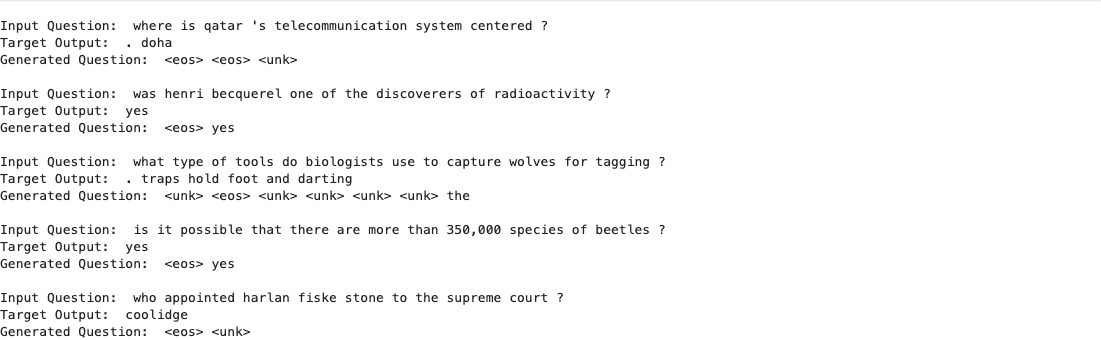 Input Question:  where is qatar 's telecommunication system centered ?
Target Output:  . doha
Generated Question:  <eos> <eos> <unk>
Input Question:  was henri becquerel one of the discoverers of radioactivity ?
Target Output:  yes
Generated Question:  <eos> yes
Input Question:  what type of tools do biologists use to capture wolves for tagging ?
Target Output:  . traps hold foot and darting
Generated Question:  <unk> <eos> <unk> <unk> <unk> <unk> the
Input Question:  is it possible that there are more than 350,000 species of beetles ?
Target Output:  yes
Generated Question:  <eos> yes
Input Question:  who appointed harlan fiske stone to the supreme court ?
Target Output:  coolidge
Generated Question:  <eos> <unk>